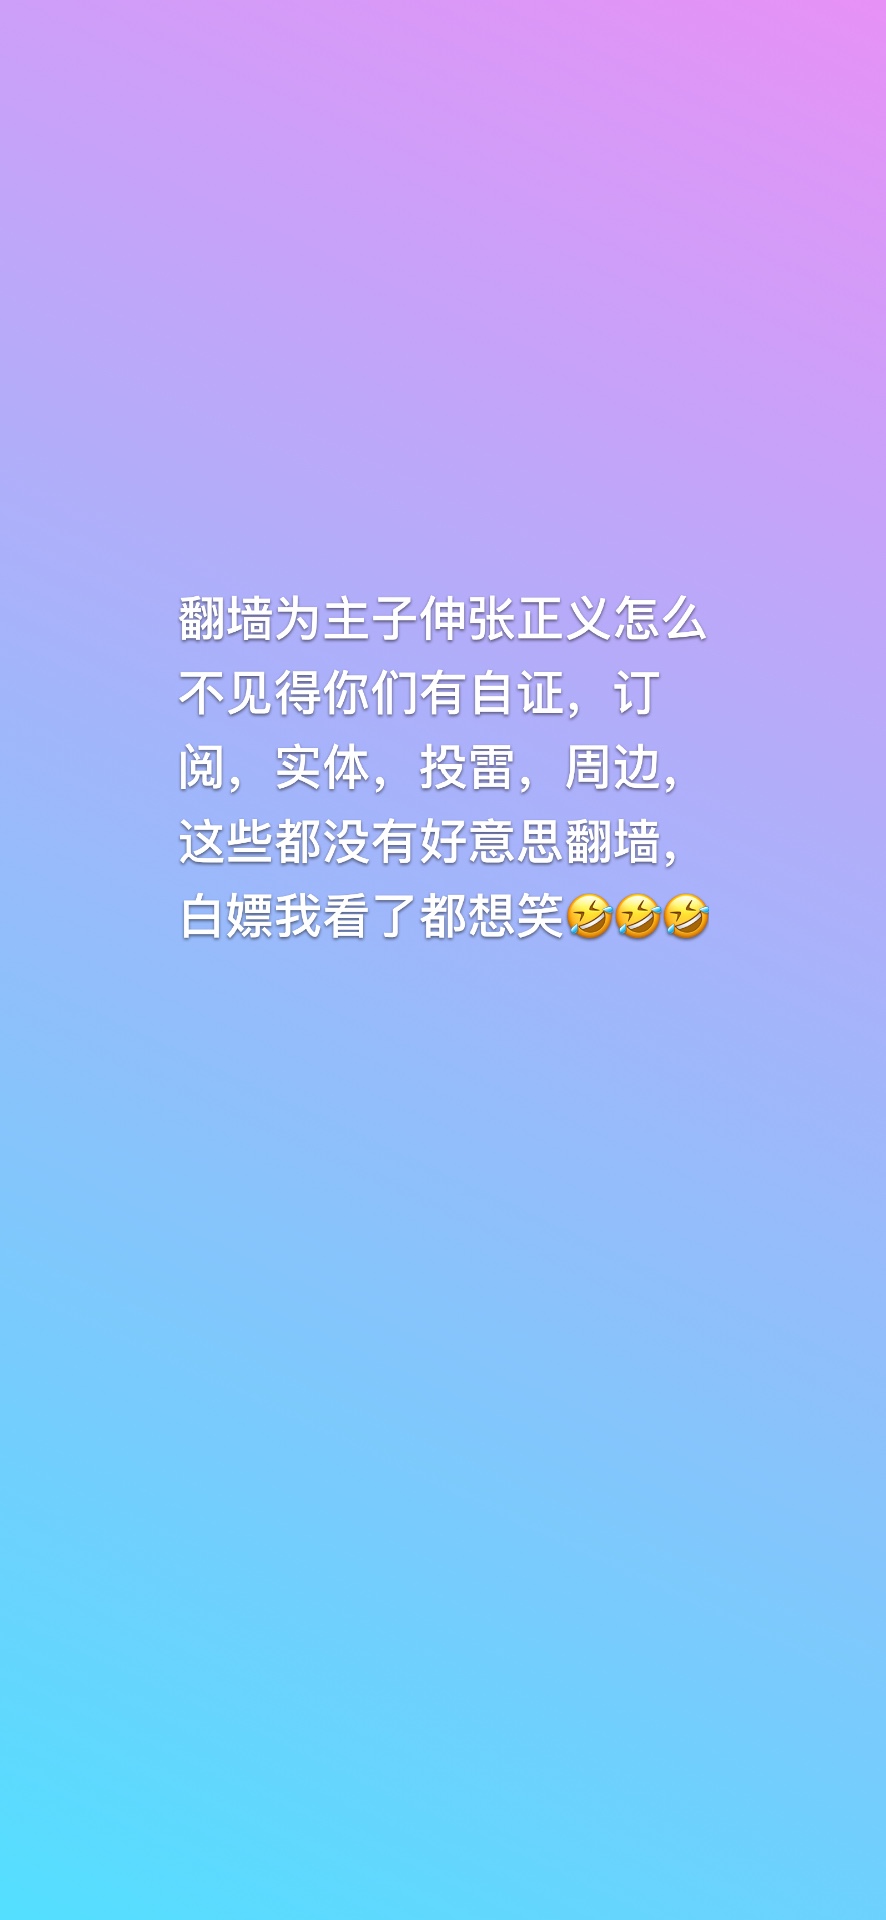 翻墙为主子伸张正义怎么
不见得你们有自证，订
阅，实体，投雷，周边，
这些都没有好意思翻墙，
白嫖我看了都想笑🤣🤣🤣